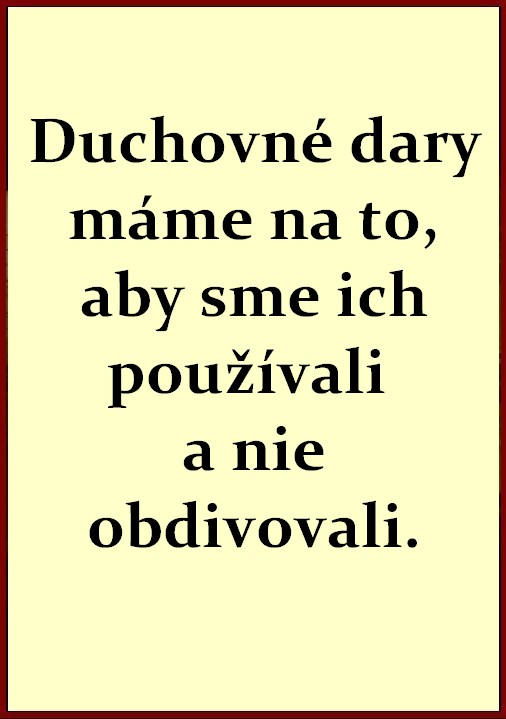 Duchovné dary
máme na to,
aby sme ich
používali
a nie
obdivovali.